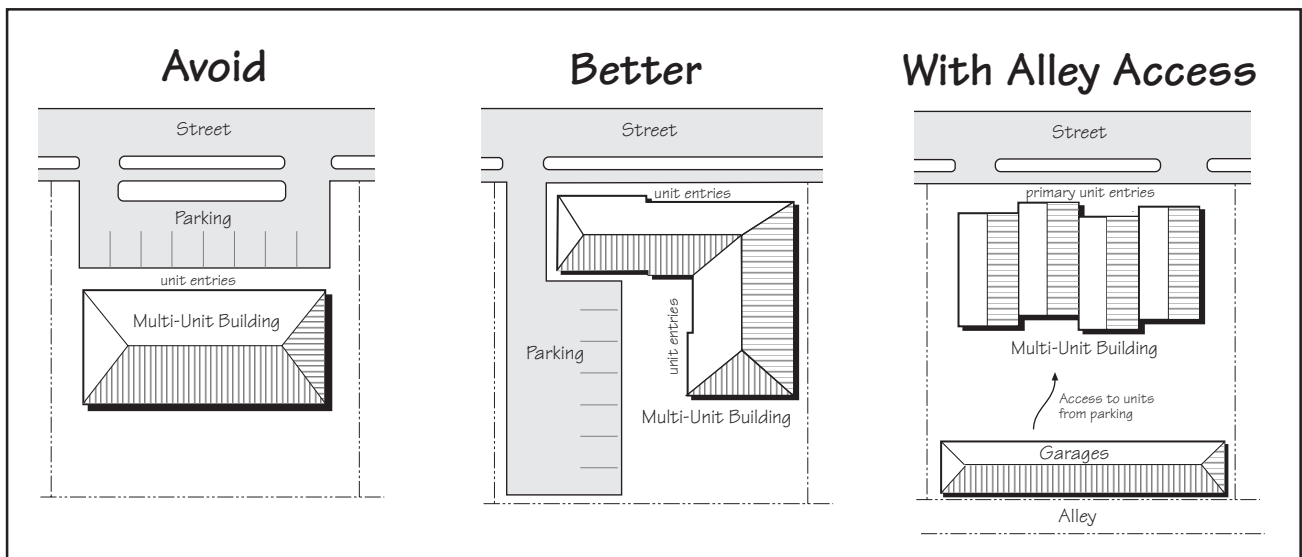 Avoid
Street
Parking
unit entries
Multi-Unit Building
Better
Street
unit entries
unit entries
Parking
Multi-Unit Building
With Alley Access
Street
primary unit entries
Multi-Unit Building
Access to units
from parking
Garages
Alley